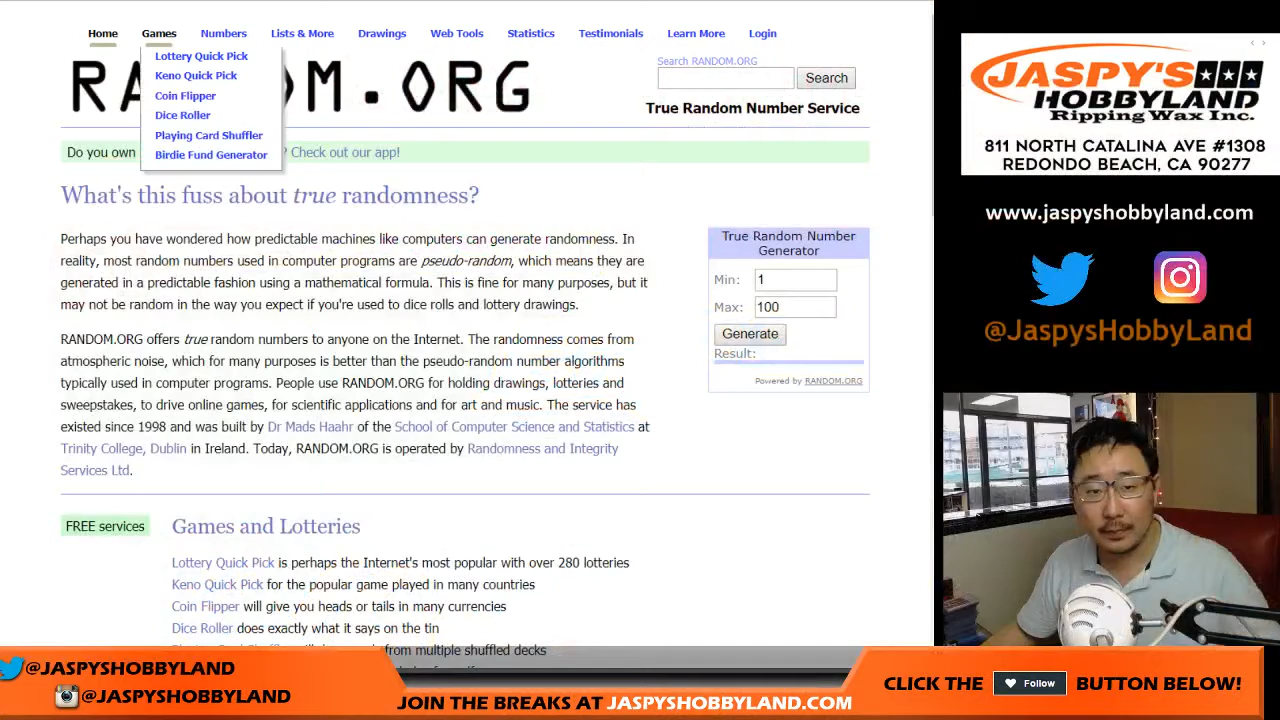 Home Games Numbers Lists & More Drawings Web Tools Statistics Testimonials Learn More Login
Lottery Quick Pick
Keno Quick Pick
Coin Flipper
Dice Roller
Playing Card Shuffler
Birdie Fund Generator
Search RANDOM.ORG
Search
True Random Number Service
Do you own
? Check out our app!
What's this fuss about true randomness?
Perhaps you have wondered how predictable machines like computers can generate randomness. In
reality, most random numbers used in computer programs are pseudo-random, which means they are
generated in a predictable fashion using a mathematical formula. This is fine for many purposes, but it
may not be random in the way you expect if you're used to dice rolls and lottery drawings.
RANDOM.ORG offers true random numbers to anyone on the Internet. The randomness comes from
atmospheric noise, which for many purposes is better than the pseudo-random number algorithms
typically used in computer programs. People use RANDOM.ORG for holding drawings, lotteries and
sweepstakes, to drive online games, for scientific applications and for art and music. The service has
existed since 1998 and was built by Dr Mads Haahr of the School of Computer Science and Statistics at
Trinity College, Dublin in Ireland. Today, RANDOM.ORG is operated by Randomness and Integrity
Services Ltd.
True Random Number
Generator
Min: 1
Max: 100
Generate
Result:
Powered by RANDOM.ORG
FREE services
Games and Lotteries
Lottery Quick Pick is perhaps the Internet's most popular with over 280 lotteries
Keno Quick Pick for the popular game played in many countries
Coin Flipper will give you heads or tails in many currencies
Dice Roller does exactly what it says on the tin
from multiple shuffled decks
JASPY'S
HOBBYLAND
Ripping Wax Inc.
811 NORTH CATALINA AVE #1308
REDONDO BEACH, CA 90277
www.jaspyshobbyland.com
@JaspysHobbyLand
@JASPYSHOBBYLAND
@JASPYSHOBBYLAND
JOIN THE BREAKS AT JASPYSHOBBYLAND.COM
CLICK THE Follow BUTTON BELOW!